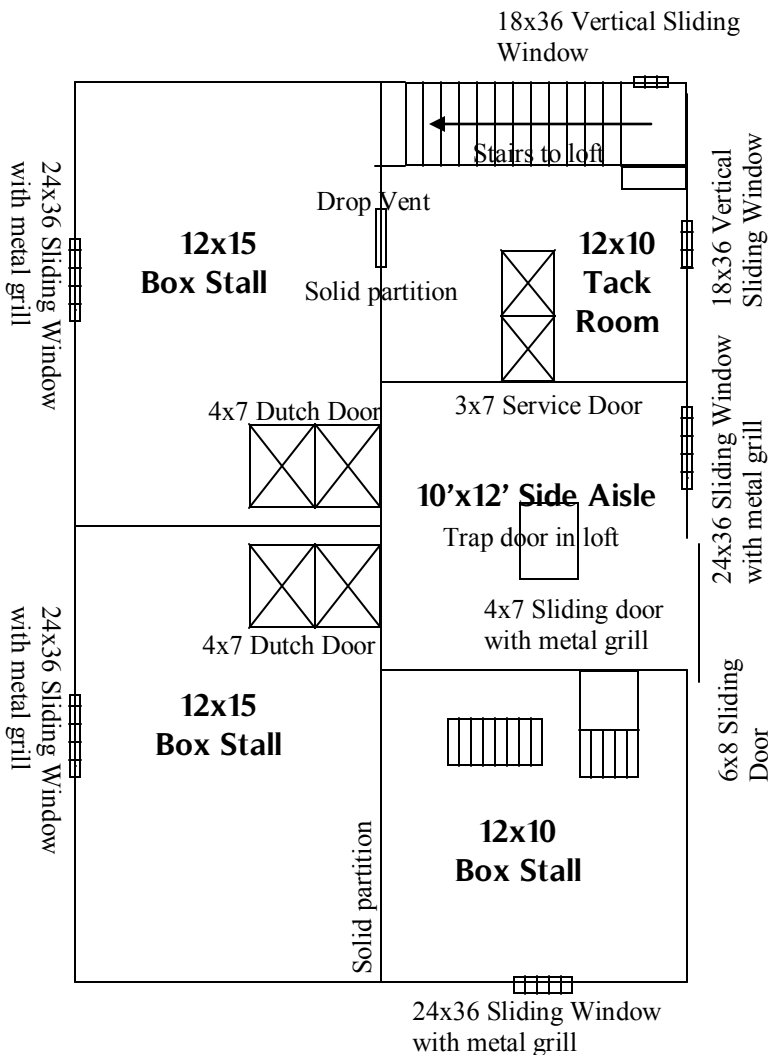 18x36 Vertical Sliding
Window
Stairs to loft
24x36 Sliding Window
with metal grill
Drop Vent
12x15
Box Stall
Solid partition
12x10
Tack
Room
18x36 Vertical
Sliding Window
4x7 Dutch Door
3x7 Service Door
10'x12' Side Aisle
Trap door in loft
24x36 Sliding Window
with metal grill
4x7 Sliding door
with metal grill
4x7 Dutch Door
24x36 Sliding Window
with metal grill
12x15
Box Stall
6x8 Sliding
Door
12x10
Box Stall
Solid partition
24x36 Sliding Window
with metal grill